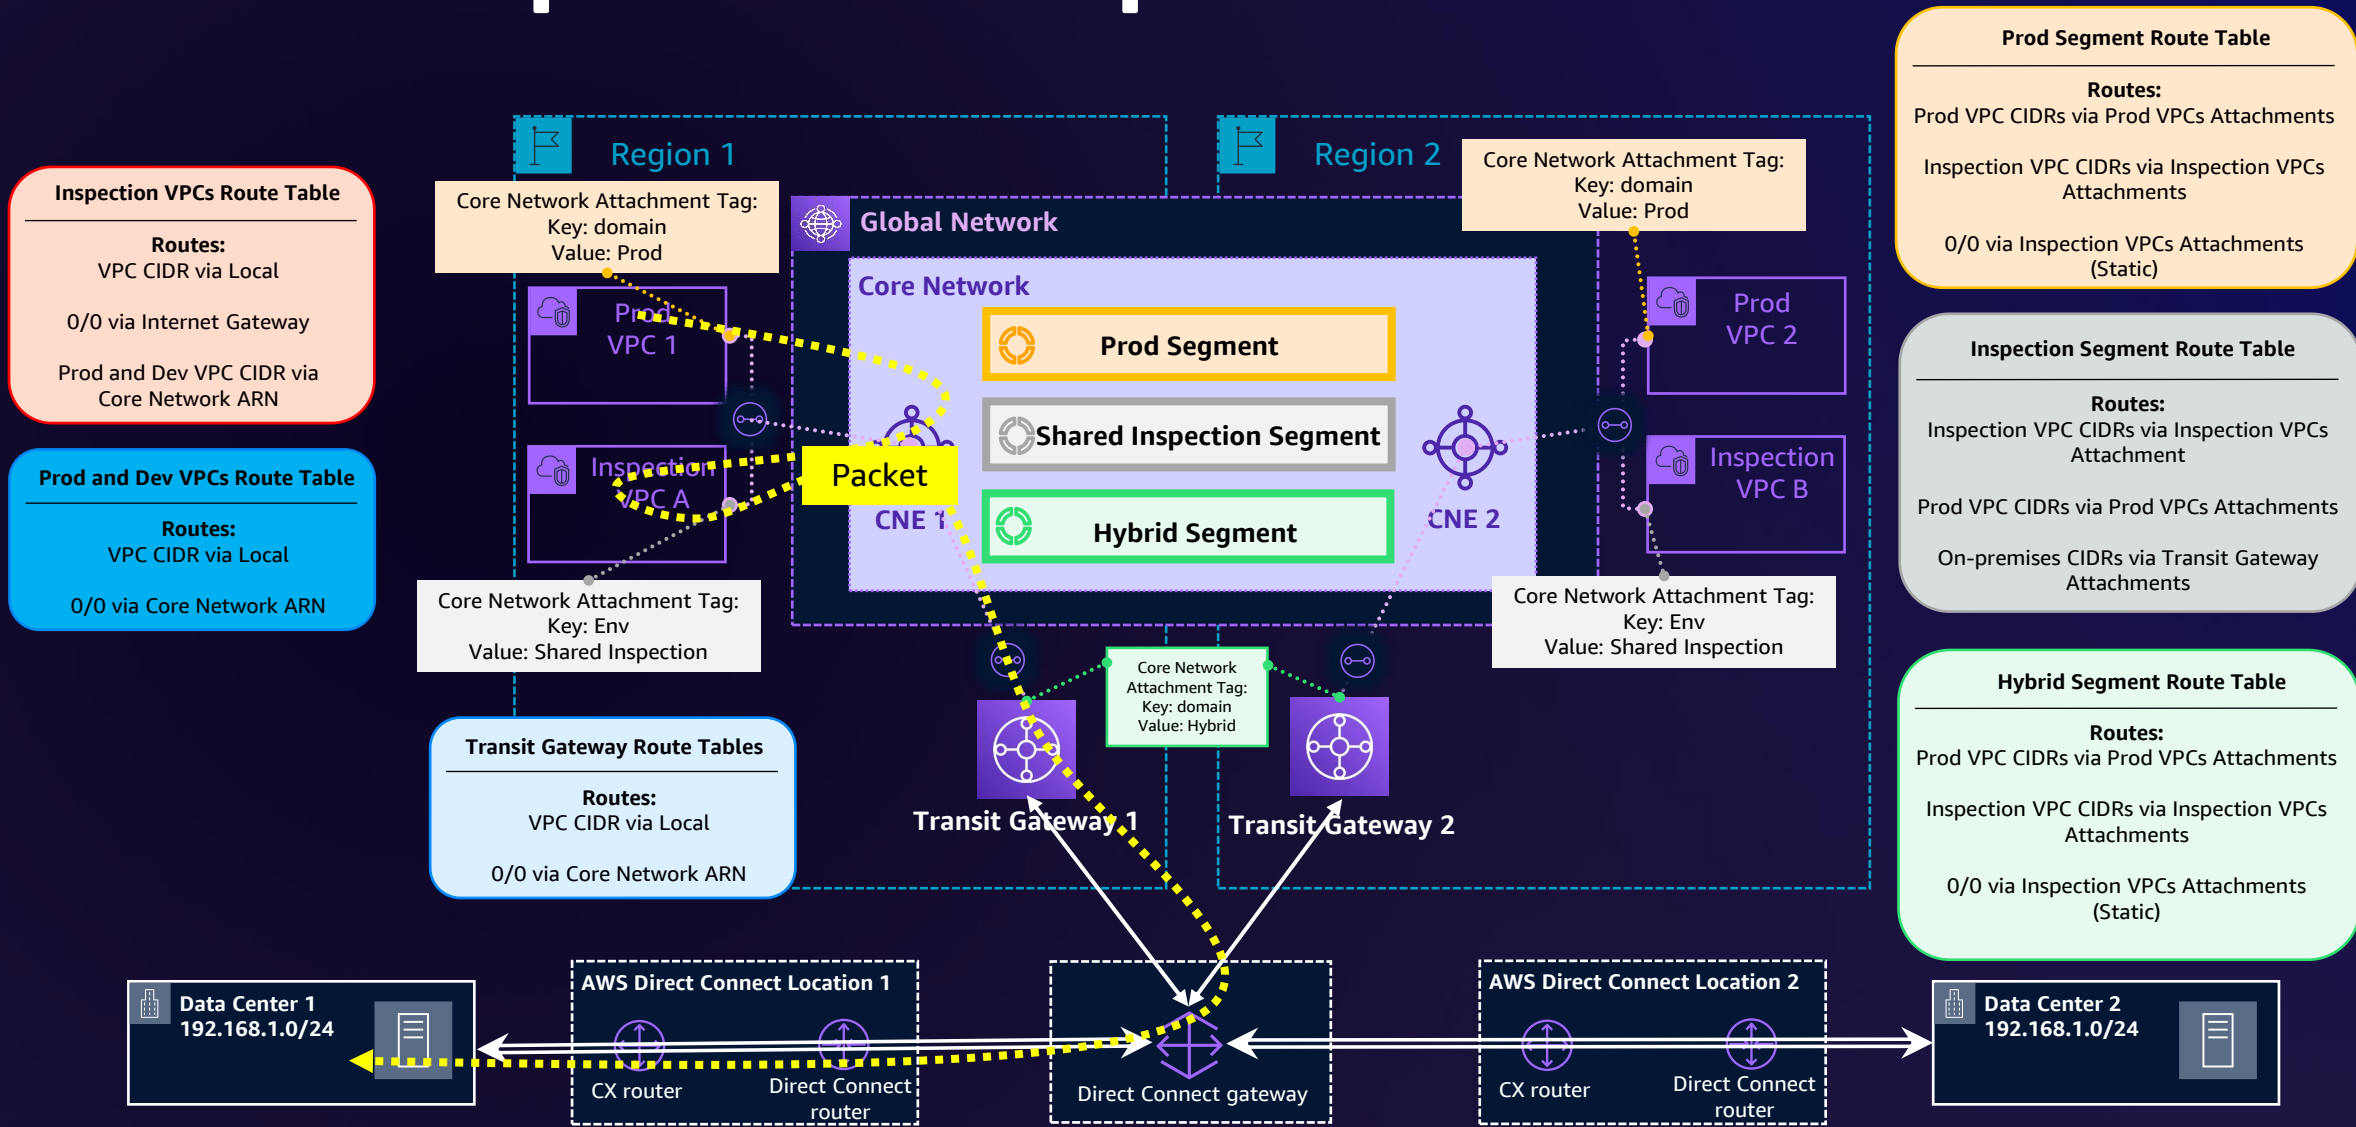 Region 1
Region 2
Core Network Attachment Tag:
Key: domain
Value: Prod
Core Network Attachment Tag:
Key: domain
Value: Prod
Global Network
Core Network
Prod
VPC 1
Prod Segment
Prod
VPC 2
Shared Inspection Segment
Inspection
VPC A
Packet
CNE 1
Hybrid Segment
CNE 2
Inspection
VPC B
Core Network Attachment Tag:
Key: Env
Value: Shared Inspection
Core Network Attachment Tag:
Key: Env
Value: Shared Inspection
Core Network
Attachment Tag:
Key: domain
Value: Hybrid
Transit Gateway 1
Transit Gateway 2
Inspection VPCs Route Table
Routes:
VPC CIDR via Local
0/0 via Internet Gateway
Prod and Dev VPC CIDR via
Core Network ARN
Prod and Dev VPCs Route Table
Routes:
VPC CIDR via Local
0/0 via Core Network ARN
Transit Gateway Route Tables
Routes:
VPC CIDR via Local
0/0 via Core Network ARN
Prod Segment Route Table
Routes:
Prod VPC CIDRs via Prod VPCs Attachments
Inspection VPC CIDRs via Inspection VPCs
Attachments
0/0 via Inspection VPCs Attachments
(Static)
Inspection Segment Route Table
Routes:
Inspection VPC CIDRs via Inspection VPCs
Attachment
Prod VPC CIDRs via Prod VPCs Attachments
On-premises CIDRs via Transit Gateway
Attachments
Hybrid Segment Route Table
Routes:
Prod VPC CIDRs via Prod VPCs Attachments
Inspection VPC CIDRs via Inspection VPCs
Attachments
0/0 via Inspection VPCs Attachments
(Static)
Data Center 1
192.168.1.0/24
AWS Direct Connect Location 1
CX router
Direct Connect
router
Direct Connect gateway
AWS Direct Connect Location 2
CX router
Direct Connect
router
Data Center 2
192.168.1.0/24